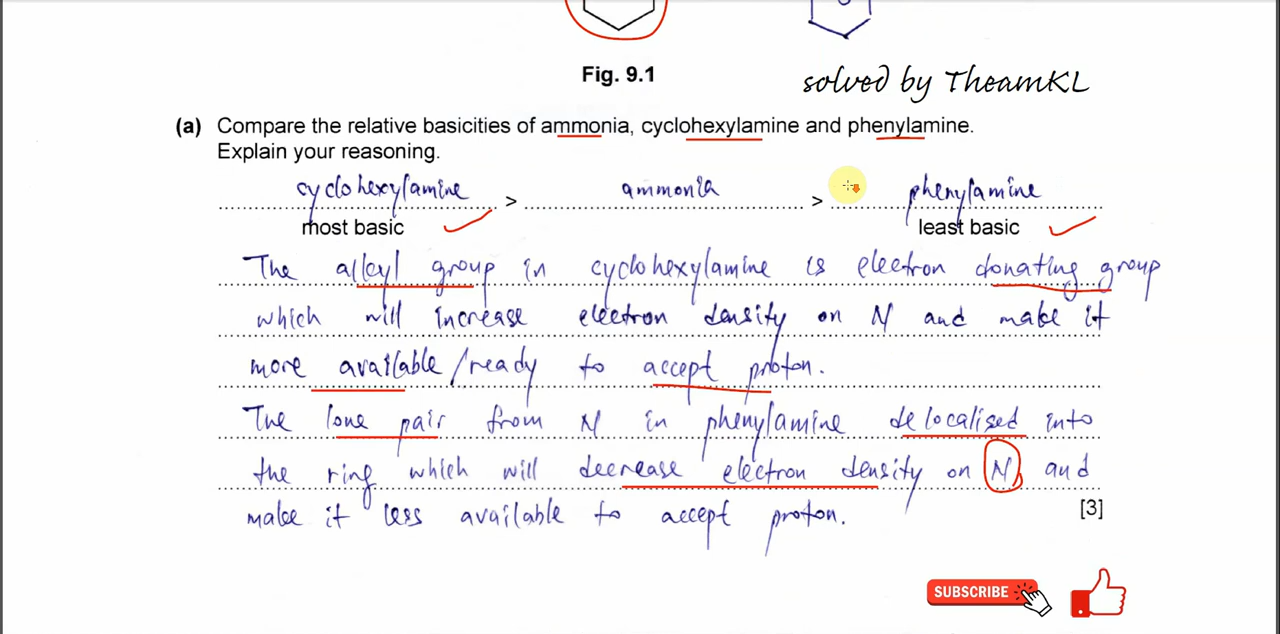 Fig. 9.1
solved by TheamKL
(a) Compare the relative basicities of ammonia, cyclohexylamine and phenylamine.
Explain your reasoning.
cyclohexylamine > ammonia > phenylamine
most basic least basic
The alkyl group in cyclohexylamine is electron donating group
which will increase electron density on N and make it
more available/ready to accept proton.
The lone pair from N in phenylamine delocalised into
the ring which will decrease electron density on N, and
make it less available to accept proton.
[3]
SUBSCRIBE